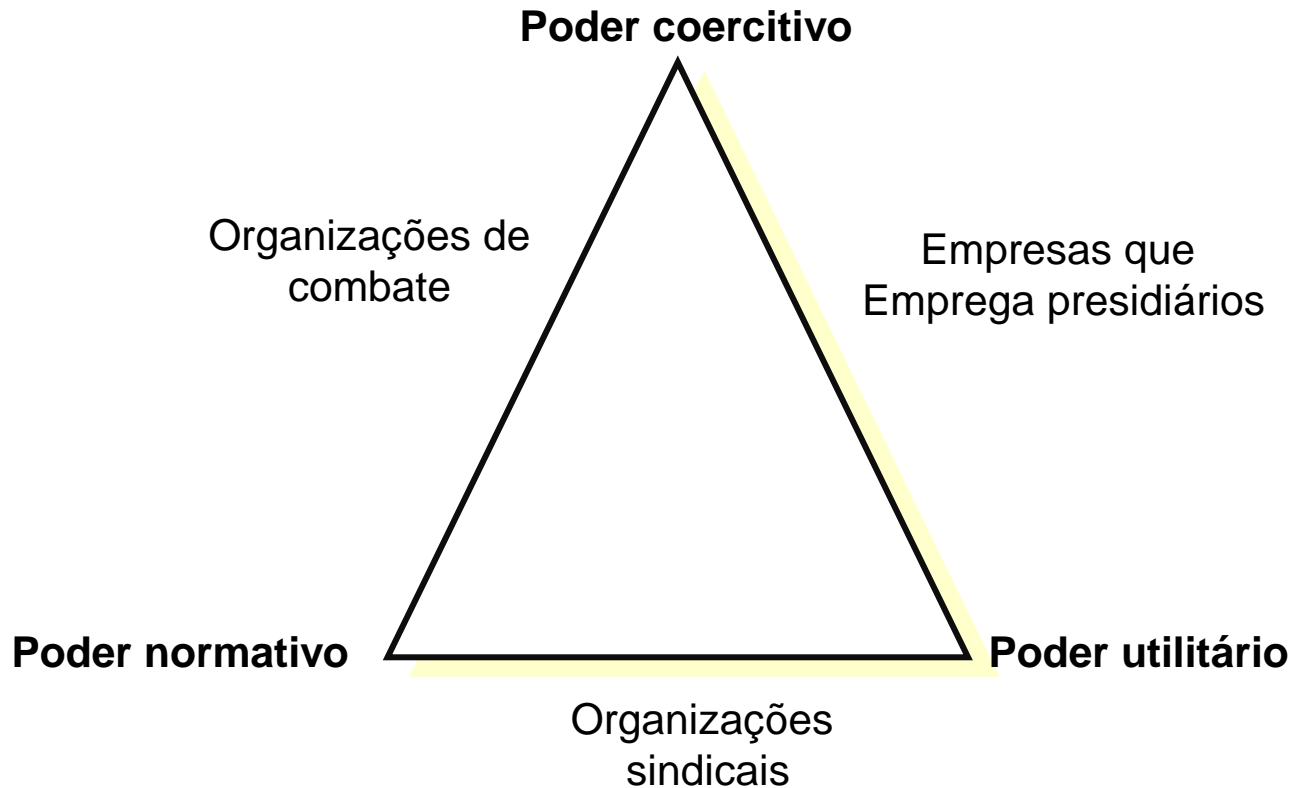 Poder coercitivo
Organizações de
combate
Empresas que
Emprega presidiários
Poder normativo
Poder utilitário
Organizações
sindicais